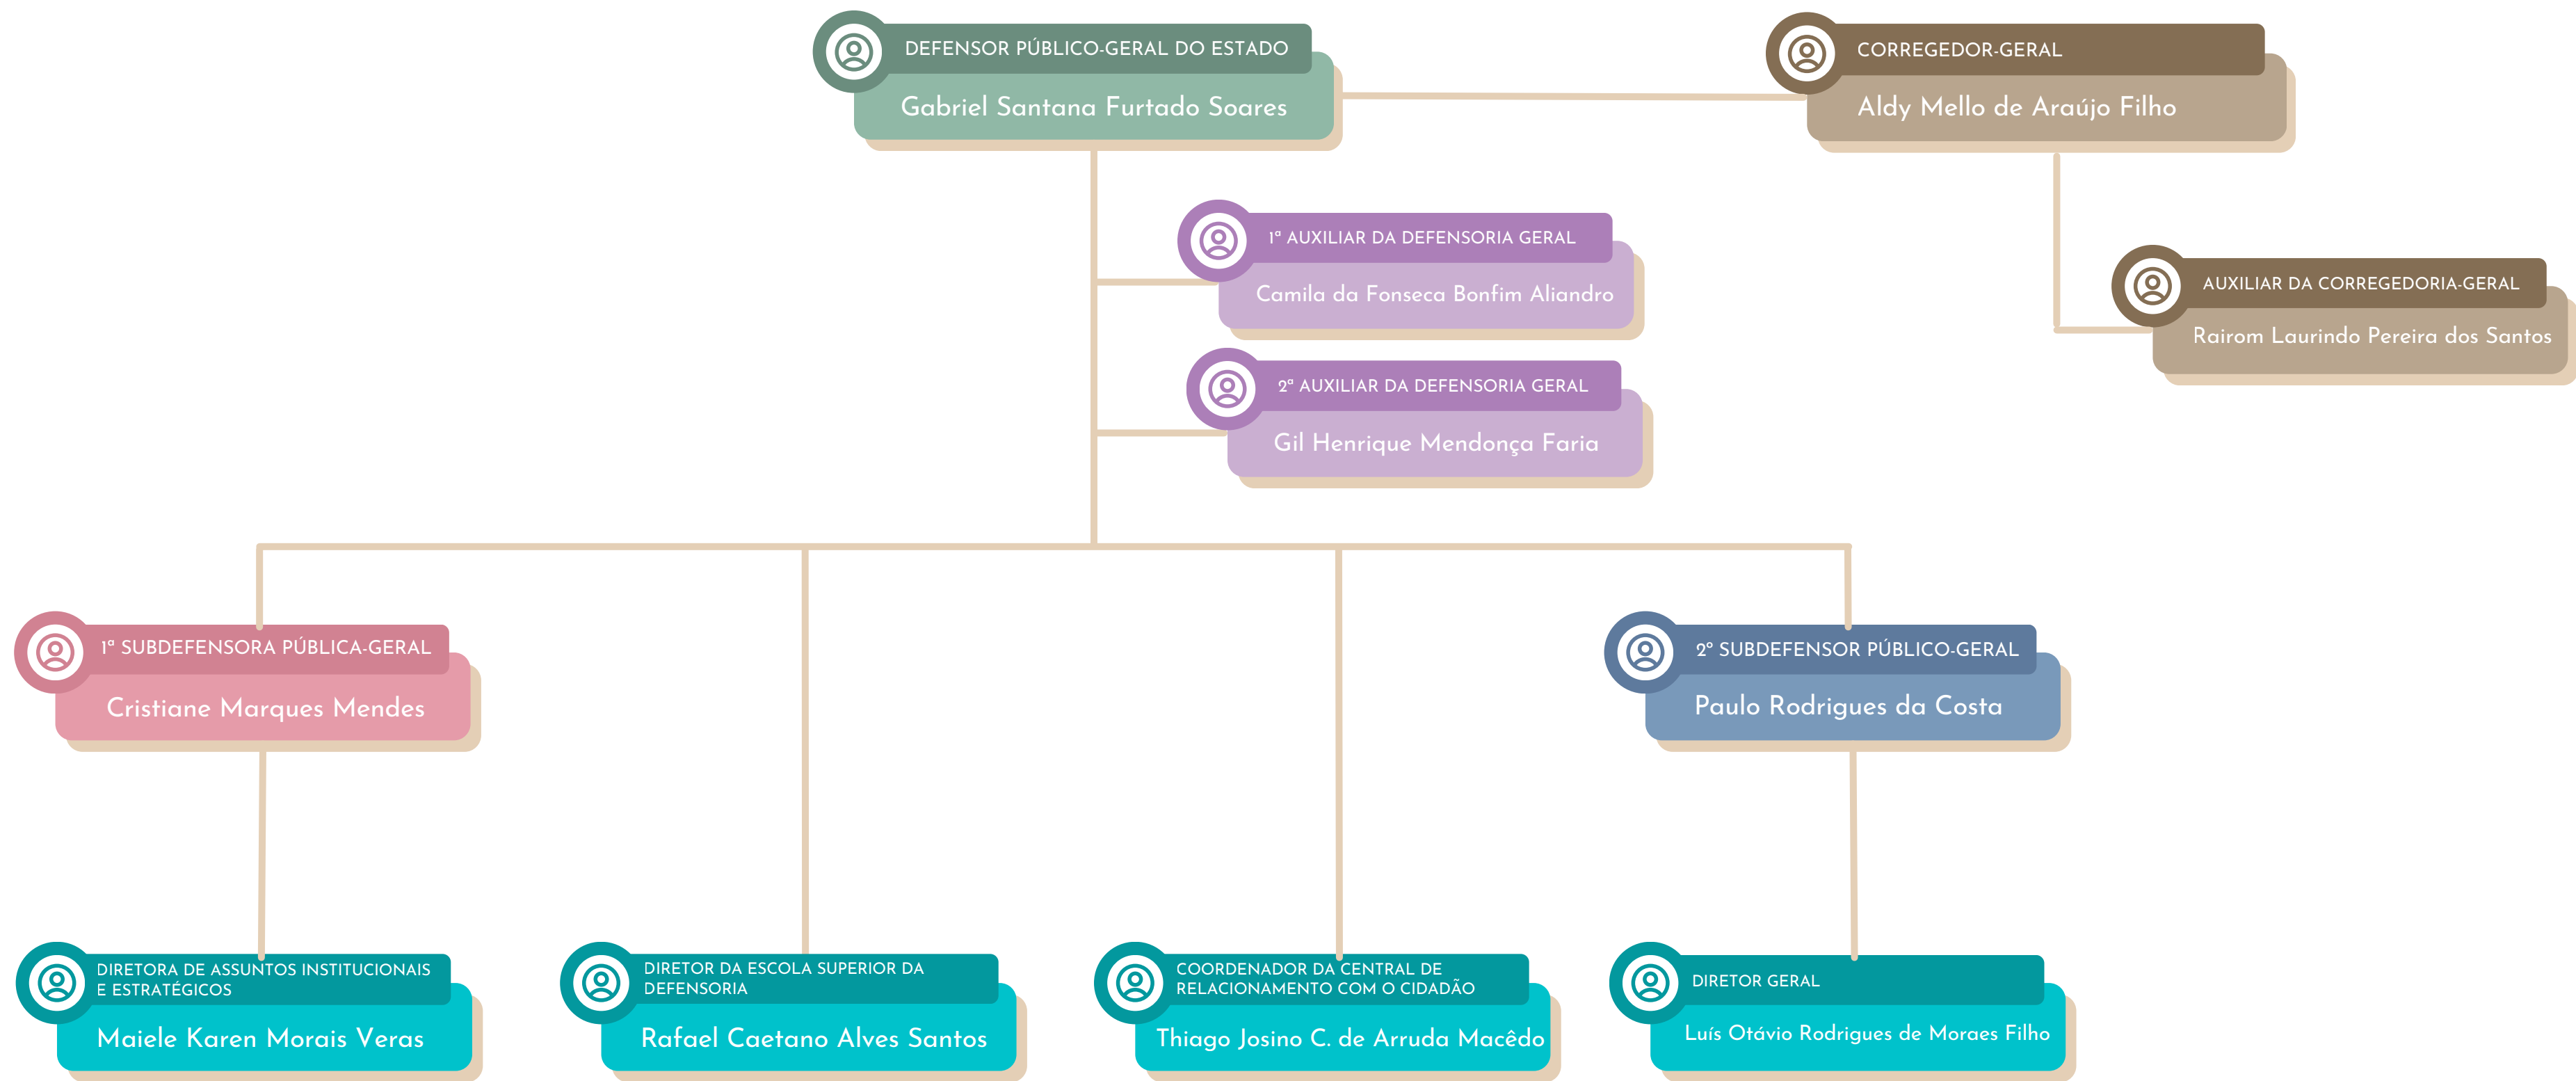 DEFENSOR PÚBLICO-GERAL DO ESTADO
Gabriel Santana Furtado Soares
CORREGEDOR-GERAL
Aldy Mello de Araújo Filho
1ª AUXILIAR DA DEFENSORIA GERAL
Camila da Fonseca Bonfim Aliandro
AUXILIAR DA CORREGEDORIA-GERAL
Rairom Laurindo Pereira dos Santos
2ª AUXILIAR DA DEFENSORIA GERAL
Gil Henrique Mendonça Faria
1ª SUBDEFENSORA PÚBLICA-GERAL
Cristiane Marques Mendes
2º SUBDEFENSOR PÚBLICO-GERAL
Paulo Rodrigues da Costa
DIRETORA DE ASSUNTOS INSTITUCIONAIS
E ESTRATÉGICOS
Maiele Karen Morais Veras
DIRETOR DA ESCOLA SUPERIOR DA
DEFENSORIA
Rafael Caetano Alves Santos
COORDENADOR DA CENTRAL DE
RELACIONAMENTO COM O CIDADÃO
Thiago Josino C. de Arruda Macêdo
DIRETOR GERAL
Luís Otávio Rodrigues de Moraes Filho